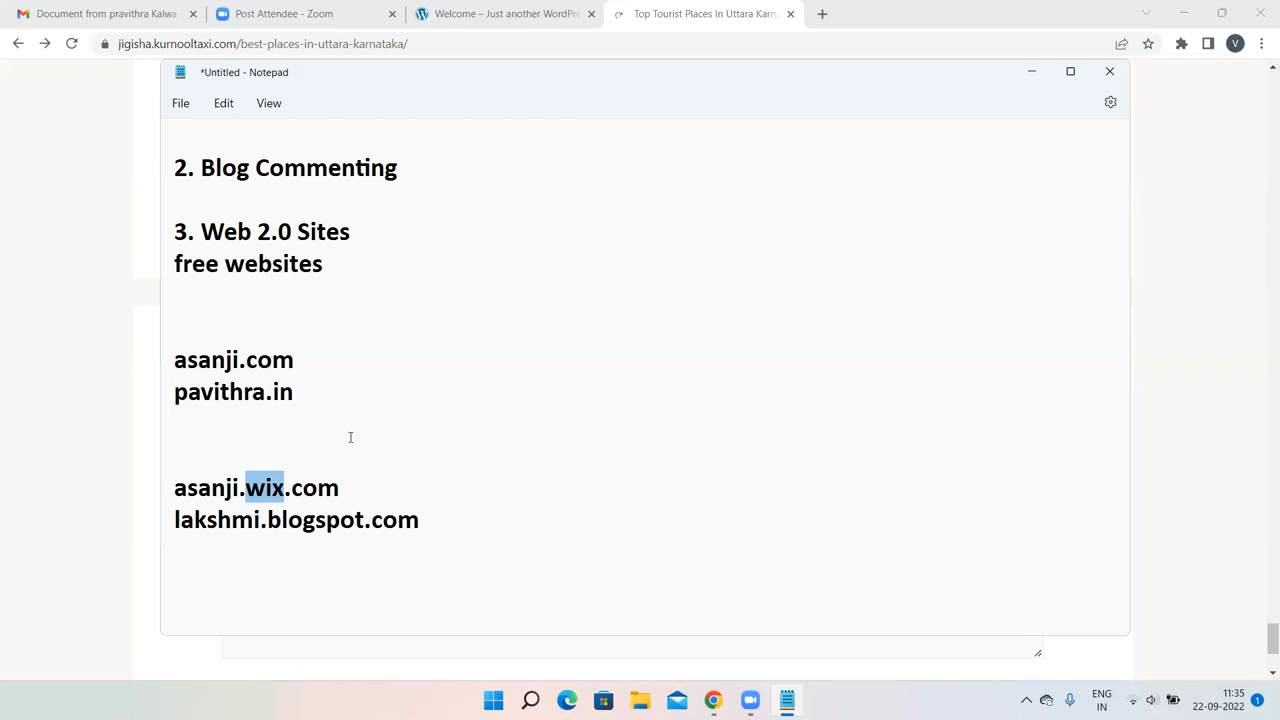 Document from pravithra Kalwa
Post Attendee - Zoom
Welcome – Just another WordPre
Top Tourist Places In Uttara Karn
jigisha.kurnooltaxi.com/best-places-in-uttara-karnataka/
V
*Untitled - Notepad
File Edit View
2. Blog Commenting
3. Web 2.0 Sites
free websites
asanji.com
pavithra.in
asanji.wix.com
lakshmi.blogspot.com
ENG
IN
11:35
22-09-2022
1